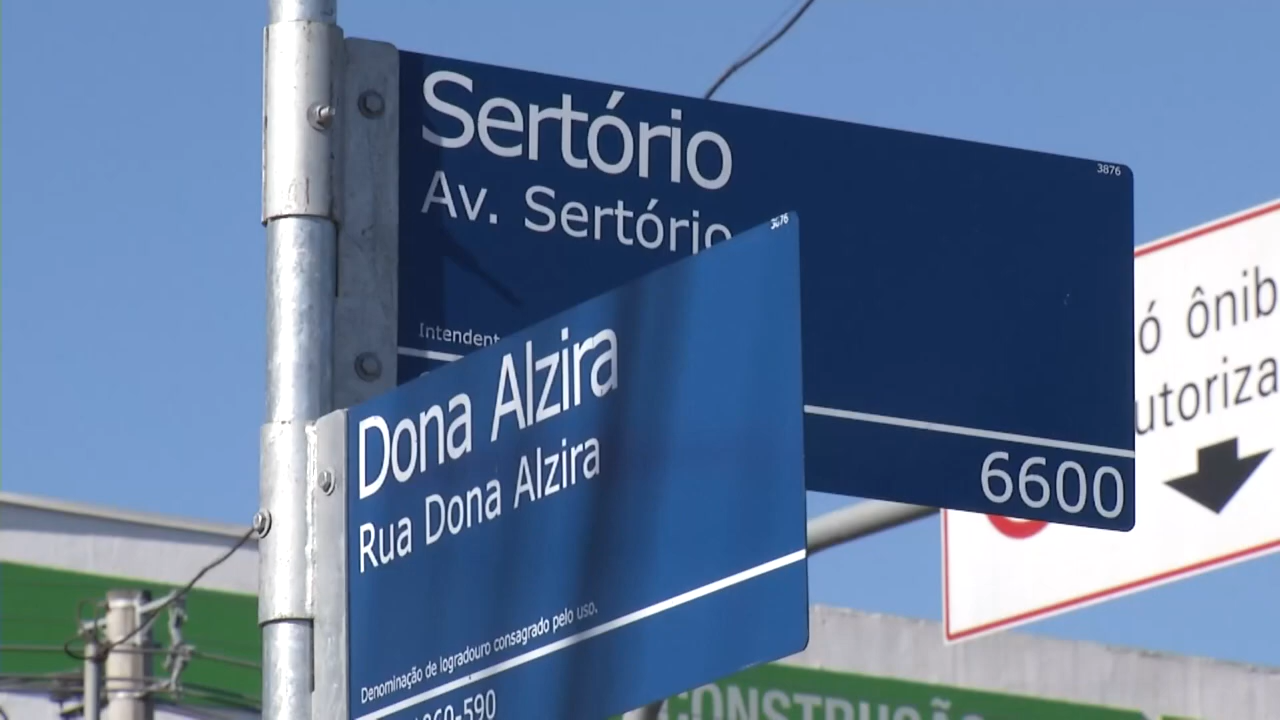 Sertório
Av. Sertório
3876
Intendent
6600
Dona Alzira
Rua Dona Alzira
3876
Denominação de logradouro consagrado pelo uso.
060-590
ó ônib
utoriza
CONSTRUÇÃO